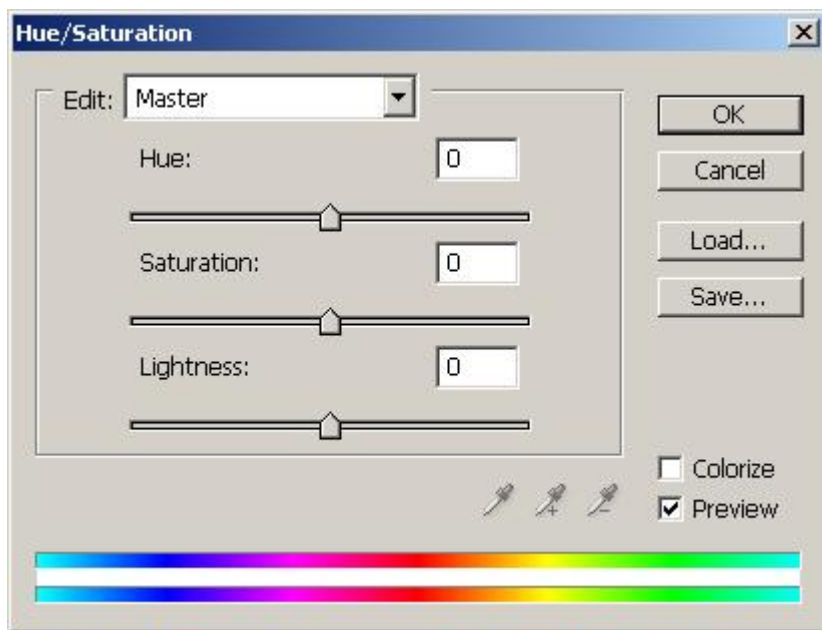 Hue/Saturation
Edit: Master
OK
Hue: 0
Cancel
Load...
Saturation: 0
Save...
Lightness: 0
Colorize
Preview